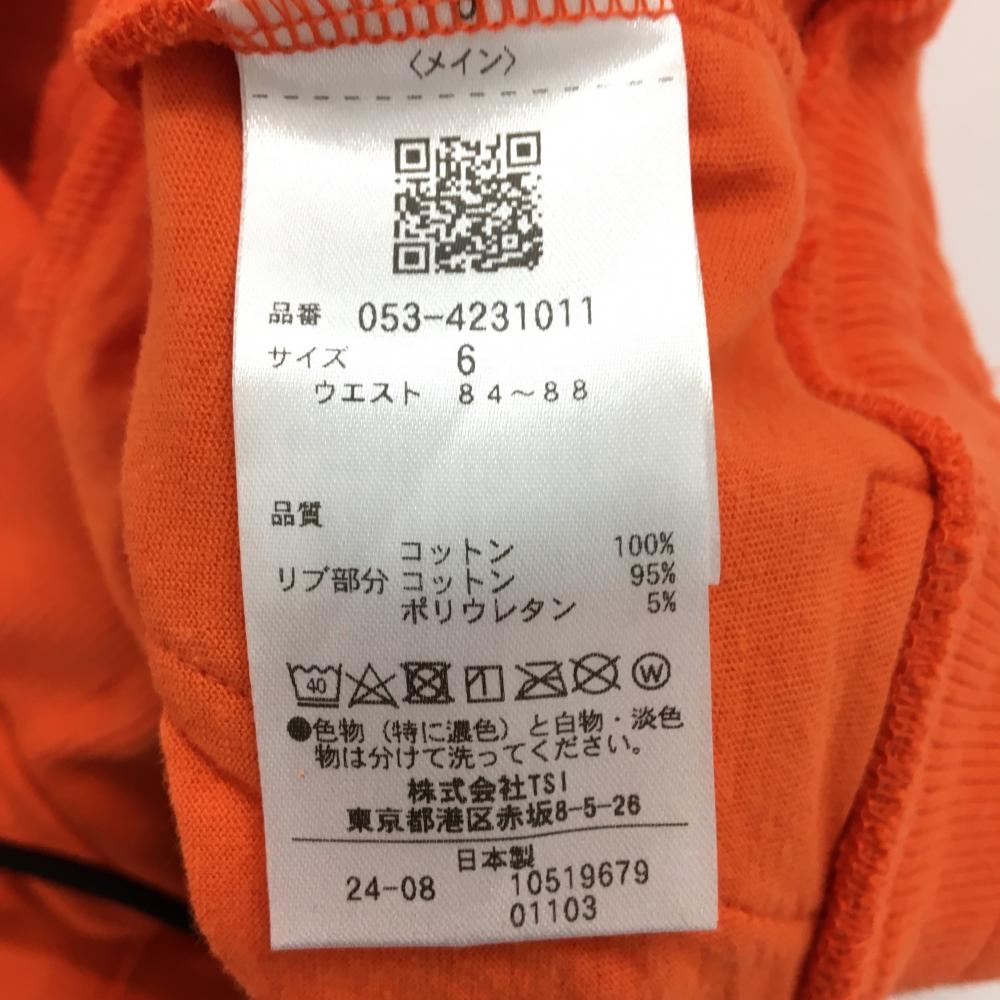 〈メイン〉
品番 053-4231011
サイズ 6
ウエスト 84〜88
品質
コットン 100%
リブ部分 コットン 95%
ポリウレタン 5%
40
W
●色物（特に濃色）と白物・淡色
物は分けて洗ってください。
株式会社TSI
東京都港区赤坂8-5-26
日本製
24-08 10519679
01103